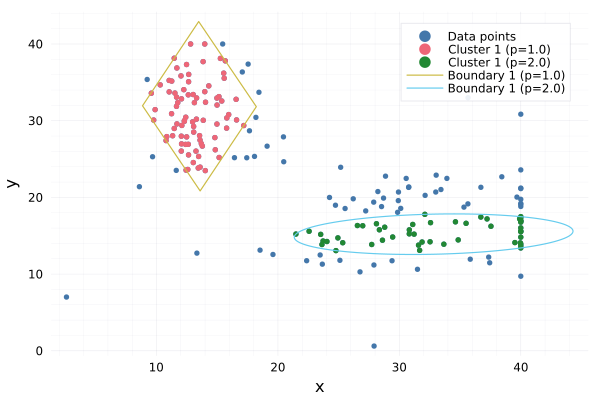 Data points
Cluster 1 (p=1.0)
Cluster 1 (p=2.0)
Boundary 1 (p=1.0)
Boundary 1 (p=2.0)
40
30
20
10
0
y
10
20
30
40
x